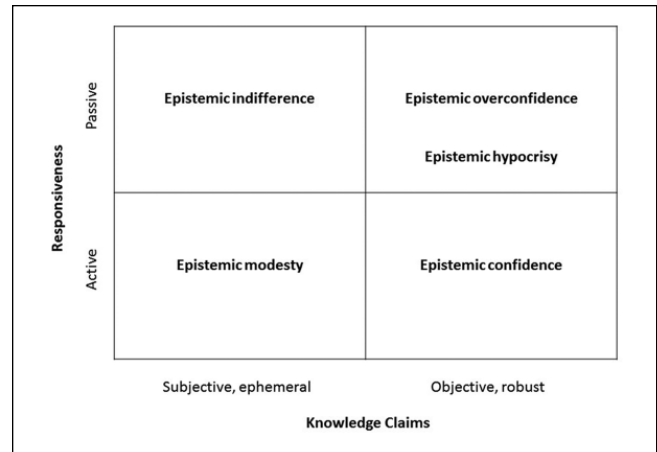 Epistemic indifference
Epistemic overconfidence
Epistemic hypocrisy
Passive
Responsiveness
Active
Epistemic modesty
Epistemic confidence
Subjective, ephemeral
Objective, robust
Knowledge Claims